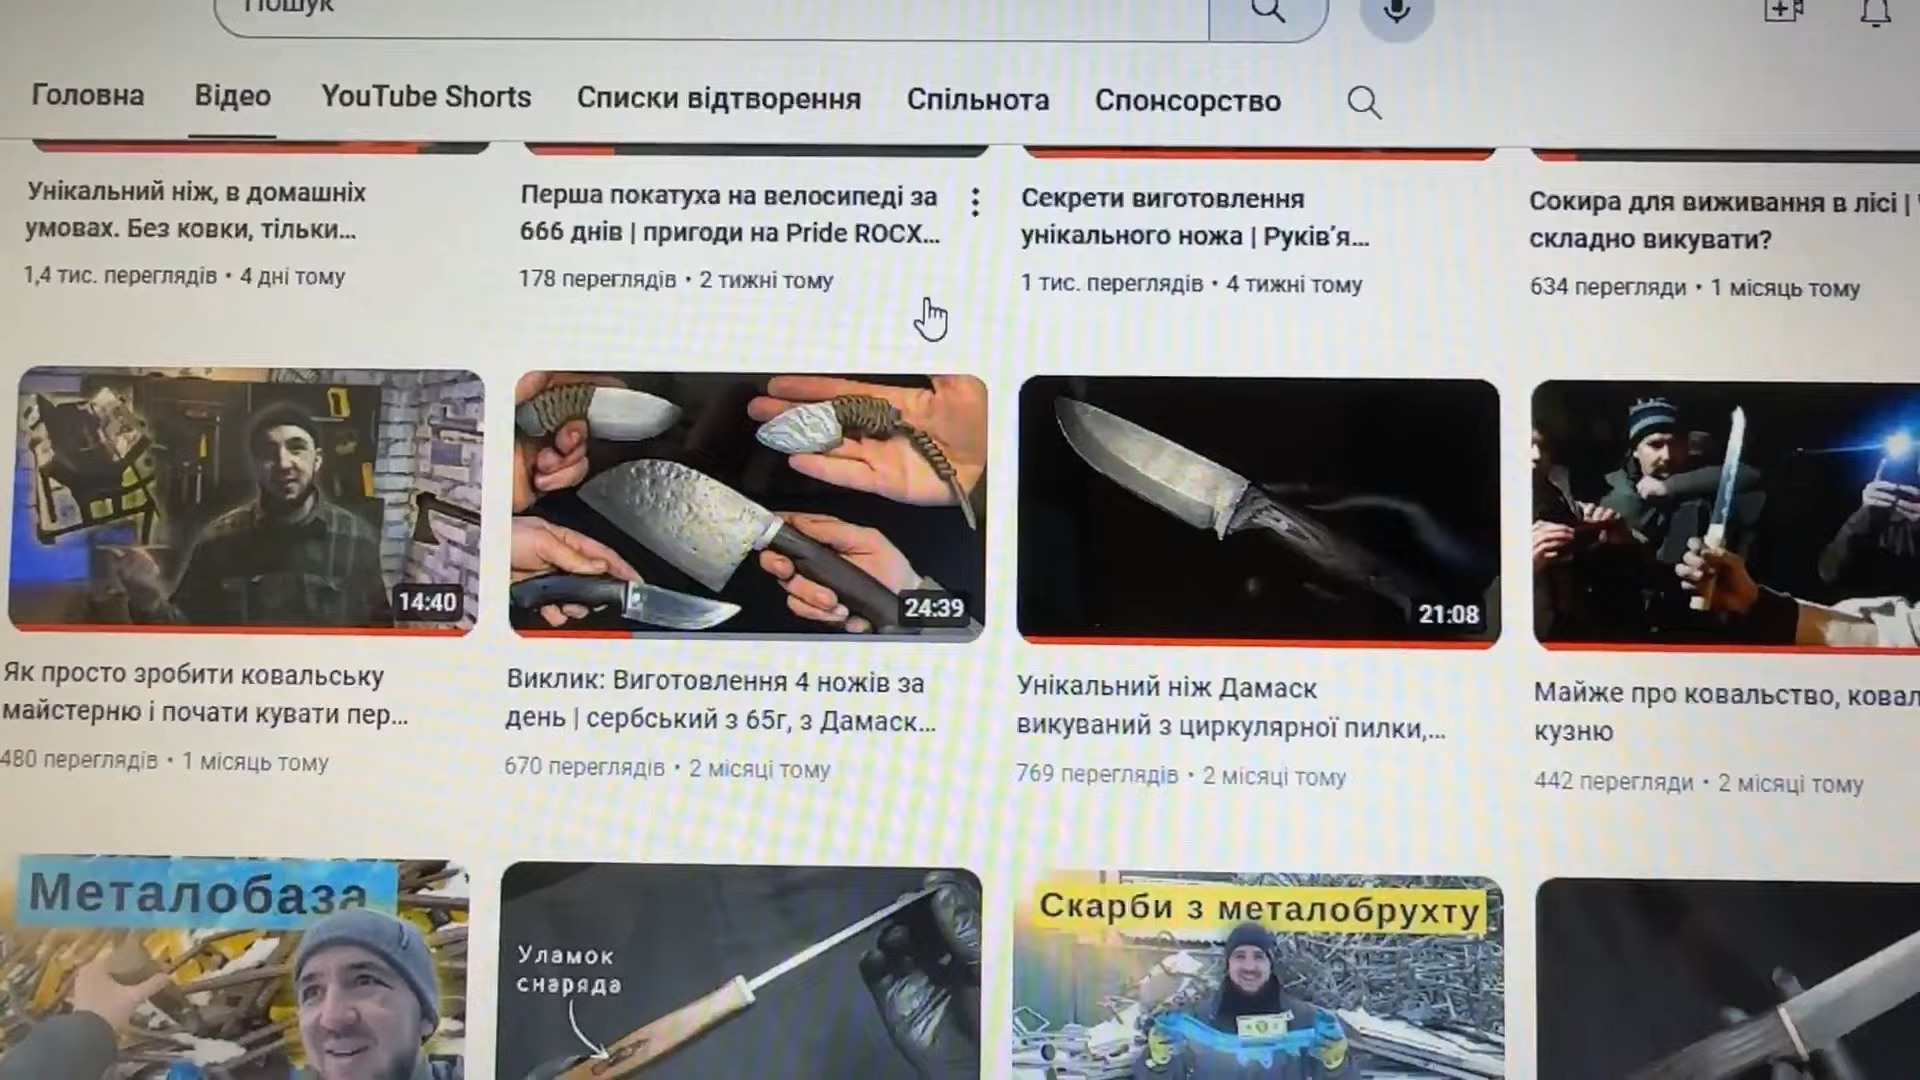 Пошук
Головна
Відео
YouTube Shorts
Списки відтворення
Спільнота
Спонсорство
Унікальний ніж, в домашніх
умовах. Без ковки, тільки...
1,4 тис. переглядів • 4 дні тому
Перша покатуха на велосипеді за
666 днів | пригоди на Pride ROCX...
178 переглядів • 2 тижні тому
Секрети виготовлення
унікального ножа | Руків’я...
1 тис. переглядів • 4 тижні тому
Сокира для виживання в лісі |
складно викувати?
634 перегляди • 1 місяць тому
14:40
Як просто зробити ковальську
майстерню і почати кувати пер...
480 переглядів • 1 місяць тому
24:39
Виклик: Виготовлення 4 ножів за
день | сербський з 65г, з Дамаск...
670 переглядів • 2 місяці тому
21:08
Унікальний ніж Дамаск
викуваний з циркулярної пилки,...
769 переглядів • 2 місяці тому
Майже про ковальство, ковал
кузню
442 перегляди • 2 місяці тому
Металобаза
Уламок
снаряда
Скарби з металобрухту